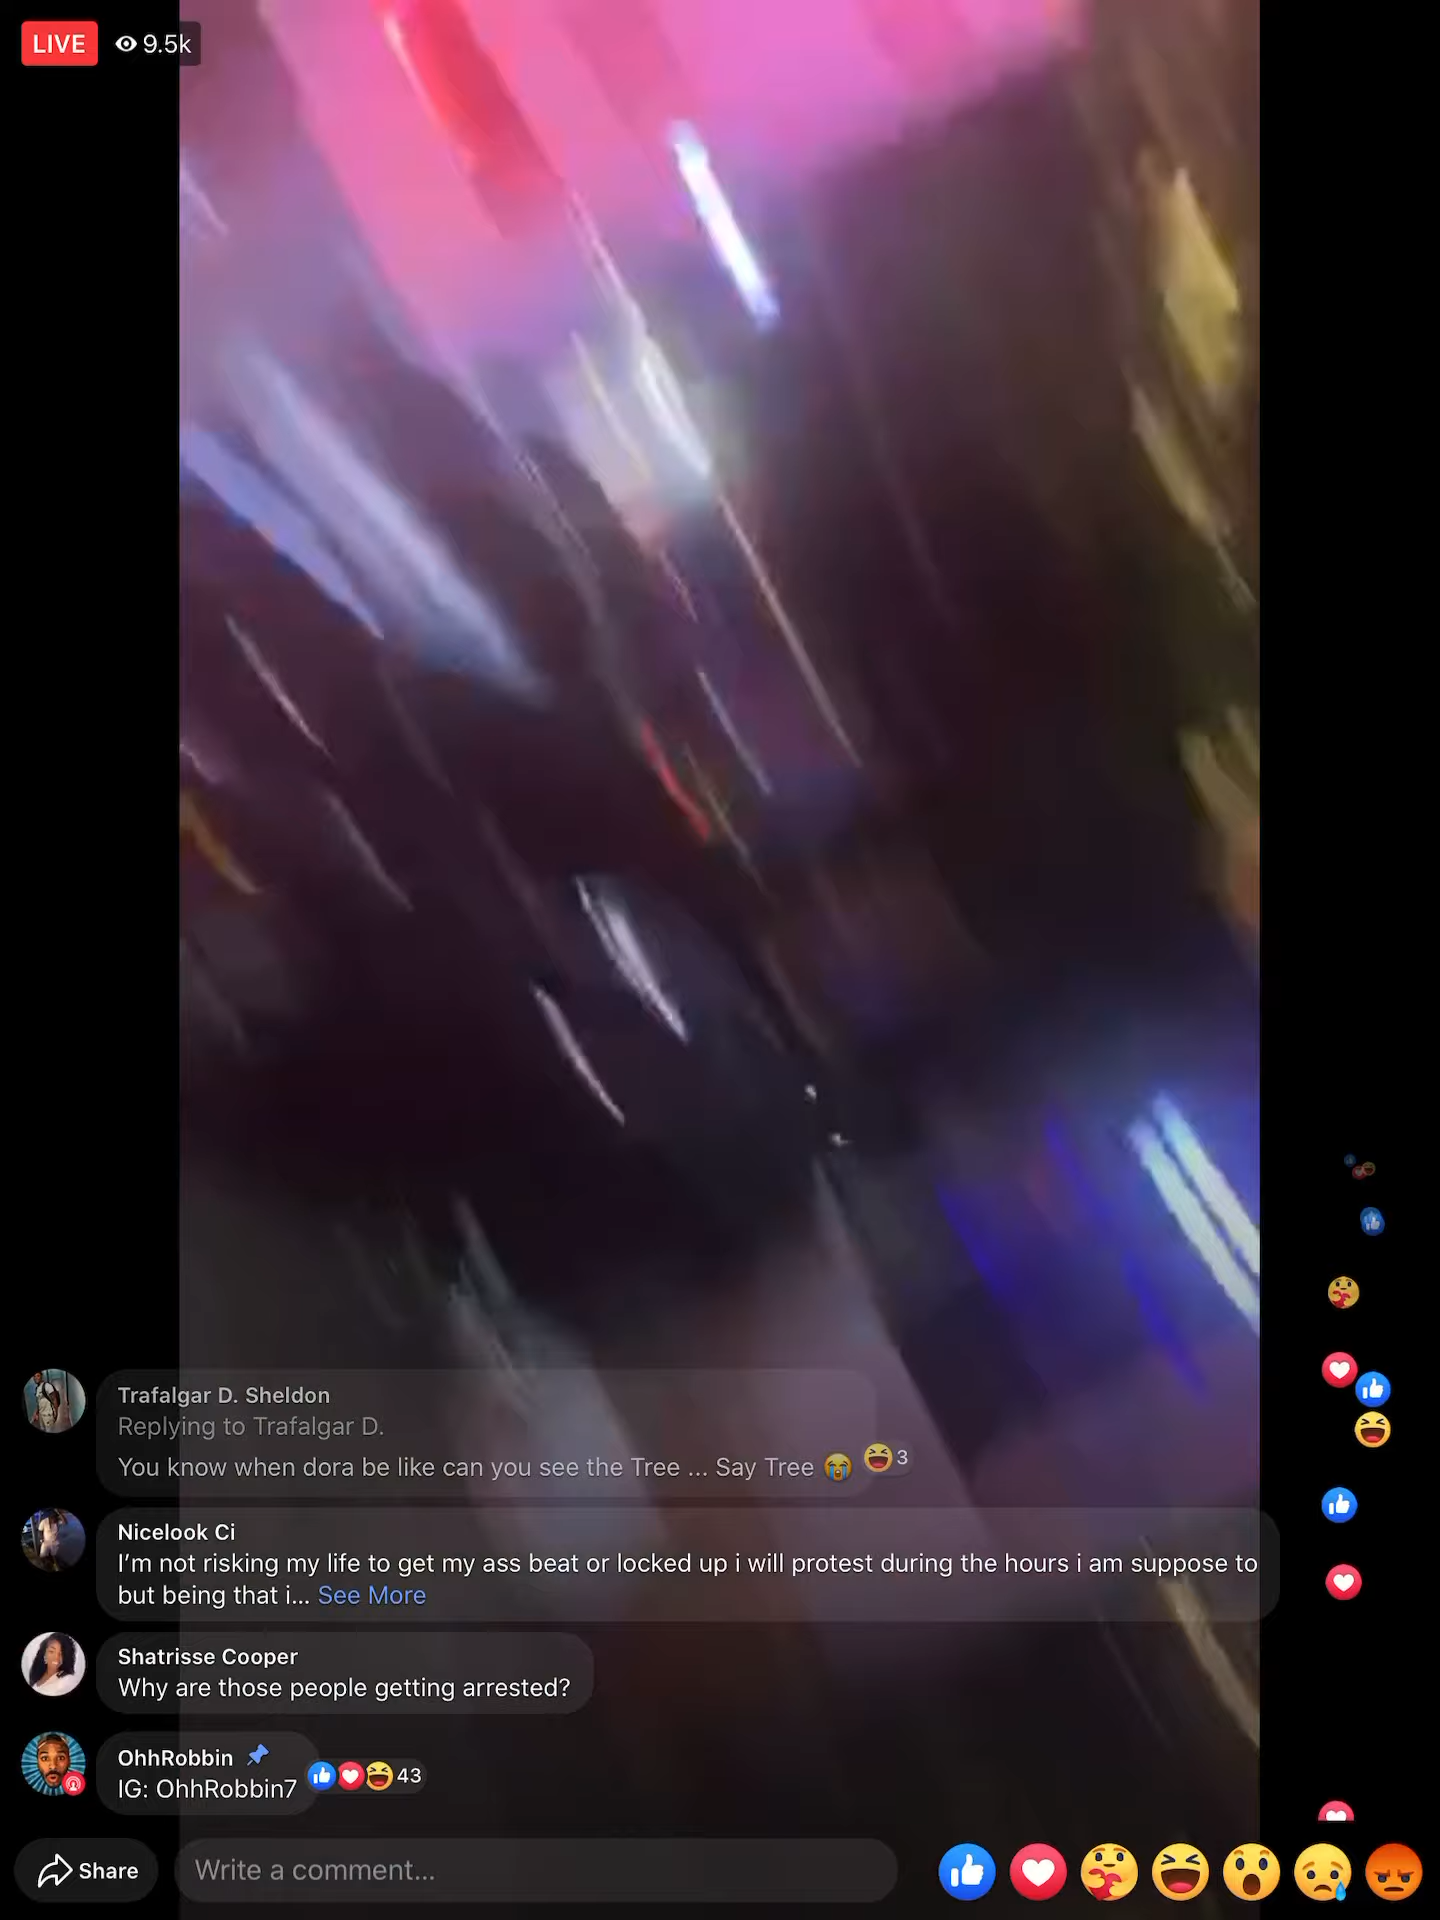 LIVE 9.5k
Trafalgar D. Sheldon
Replying to Trafalgar D.
You know when dora be like can you see the Tree ... Say Tree 😭 3
Nicelook Ci
I'm not risking my life to get my ass beat or locked up i will protest during the hours i am suppose to
but being that i... See More
Shatrisse Cooper
Why are those people getting arrested?
OhhRobbin
IG: OhhRobbin7 43
Share Write a comment...